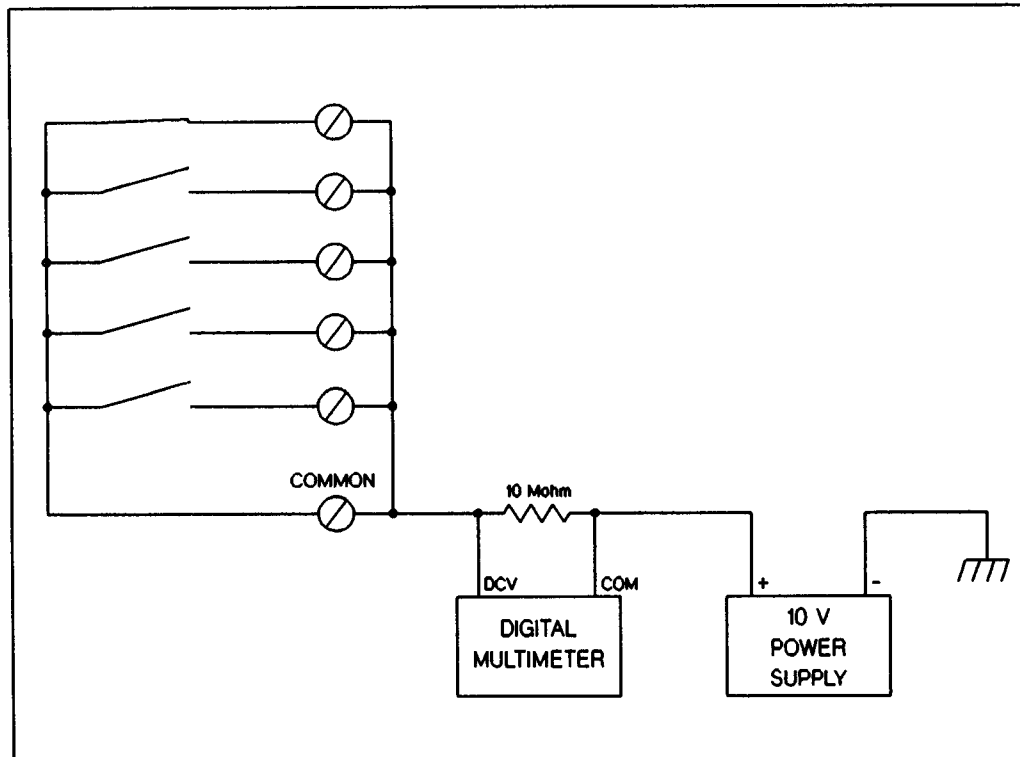 COMMON
10 Mohm
DCV
COM
+
-
DIGITAL
MULTIMETER
10 V
POWER
SUPPLY